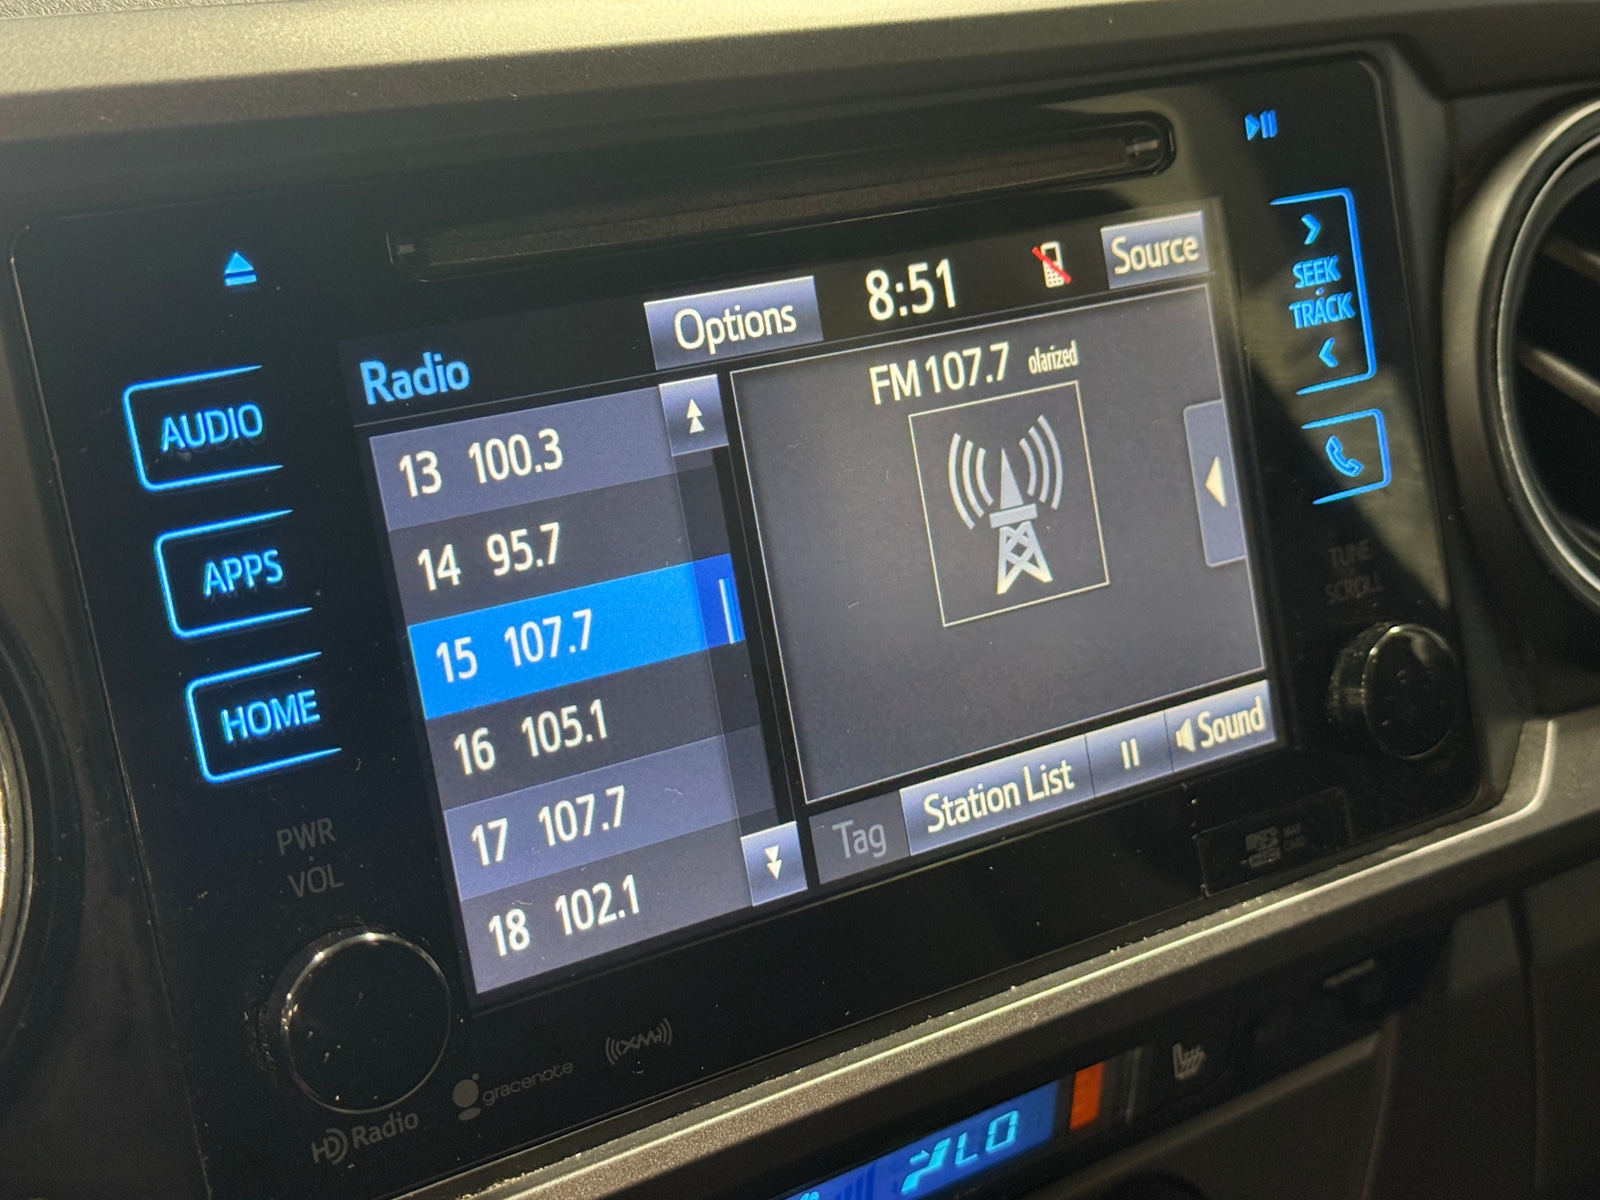 Options
8:51
Source
SEEK
TRACK
Radio
FM 107.7 olarized
AUDIO
13 100.3
14 95.7
APPS
15 107.7
TUNE
SCROLL
HOME
16 105.1
17 107.7
18 102.1
Tag
Station List
Sound
PWR
VOL
HD Radio
gracenote
((XM))
LO